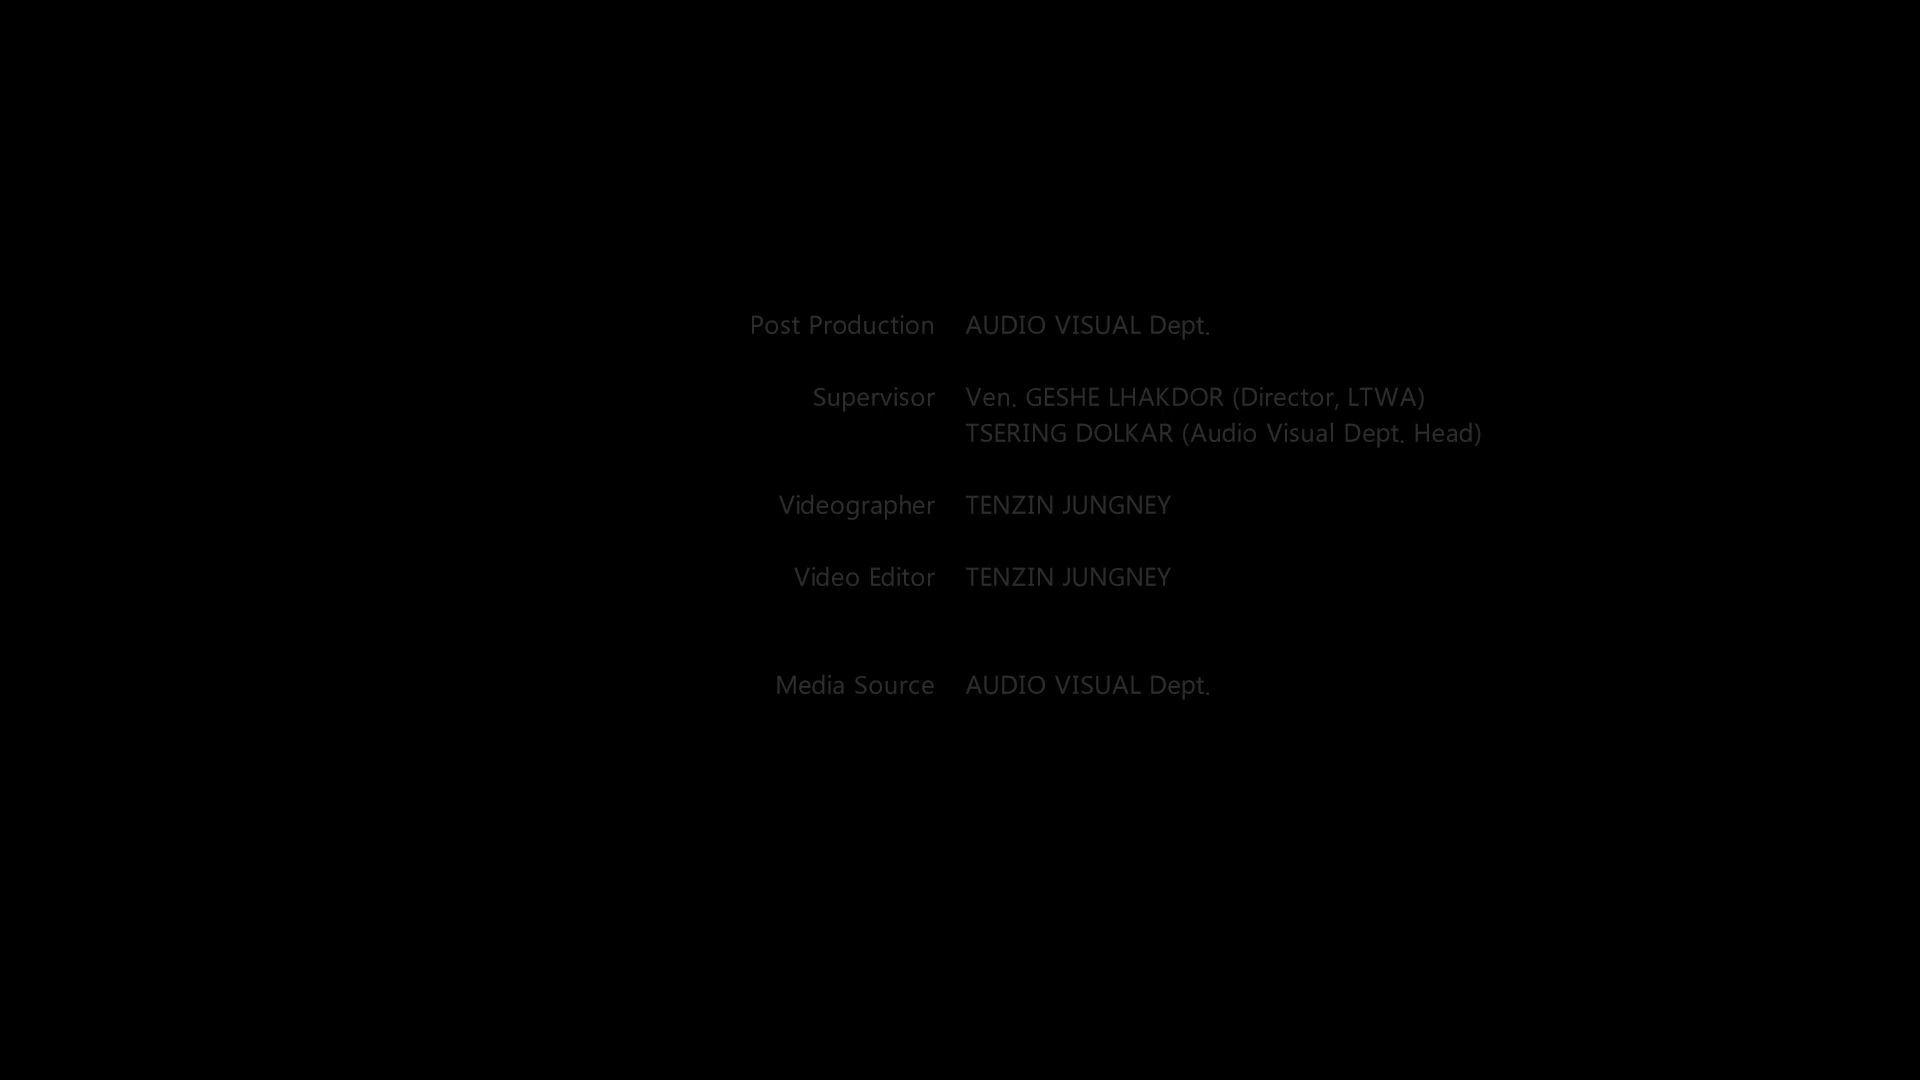 Post Production AUDIO VISUAL Dept.
Supervisor Ven. GESHE LHAKDOR (Director, LTWA)
TSERING DOLKAR (Audio Visual Dept. Head)
Videographer TENZIN JUNGNEY
Video Editor TENZIN JUNGNEY
Media Source AUDIO VISUAL Dept.